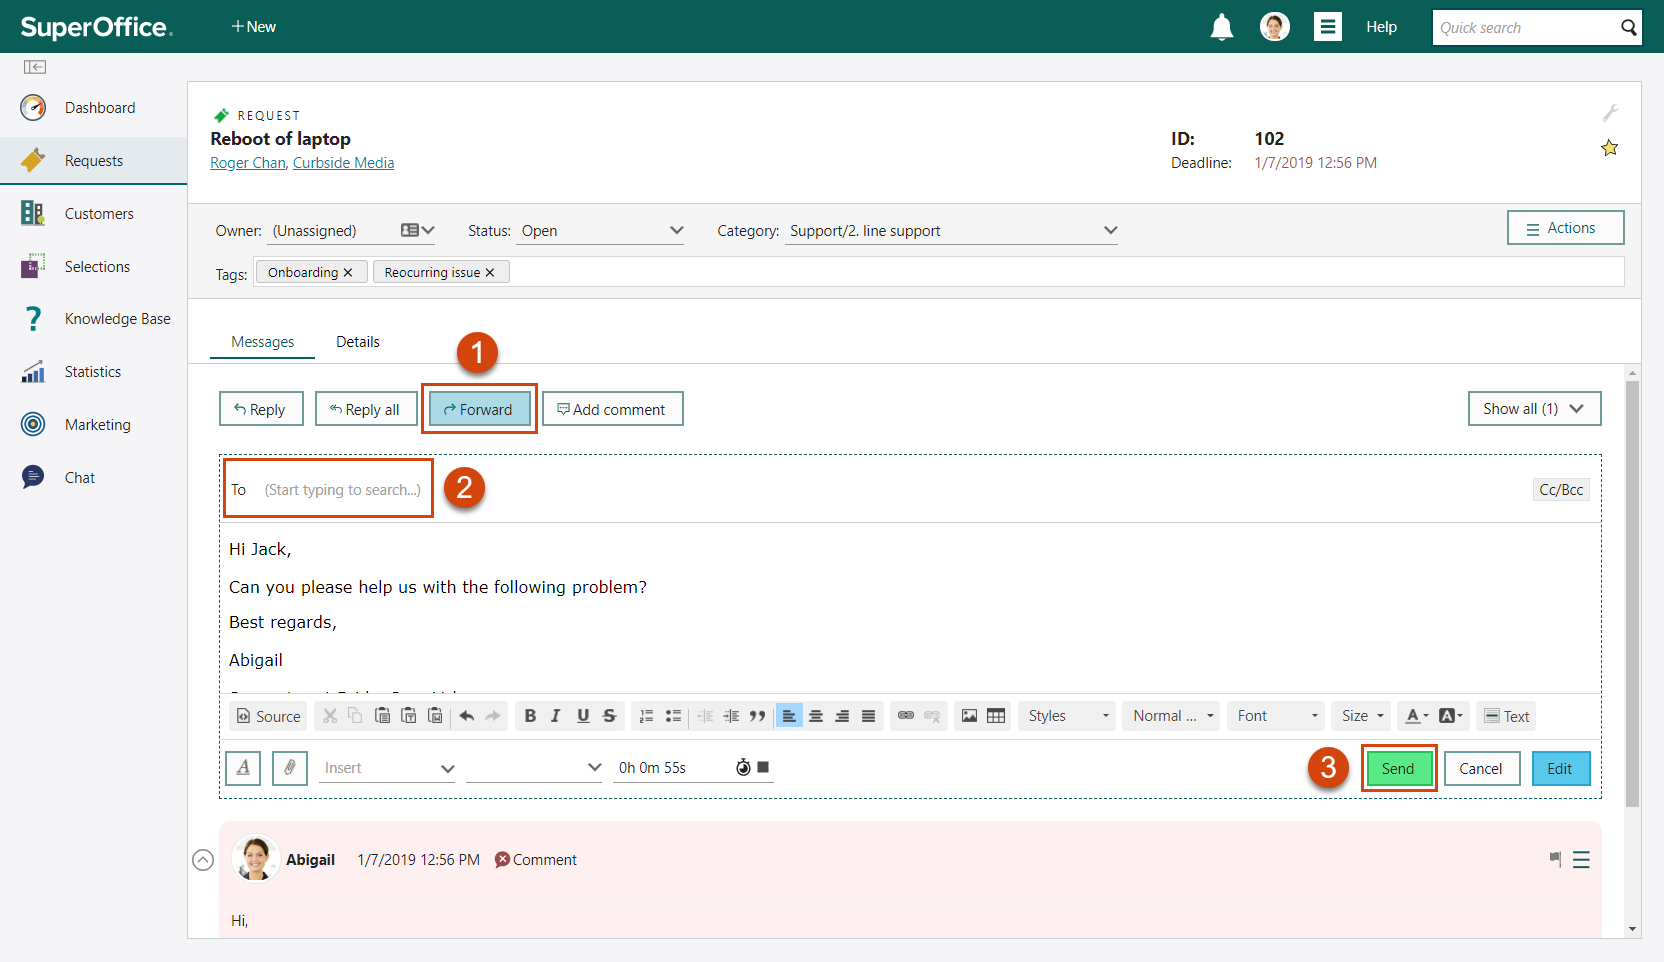 SuperOffice.
New
Help
Quick search
Dashboard
Requests
Customers
Selections
Knowledge Base
Statistics
Marketing
Chat
REQUEST
Reboot of laptop
Roger Chan, Curbside Media
ID: 102
Deadline: 1/7/2019 12:56 PM
Owner: (Unassigned)
Status: Open
Category: Support/2. line support
Actions
Tags: Onboarding Reocurring issue
Messages
Details
1
Reply
Reply all
Forward
Add comment
Show all (1)
To (Start typing to search...)
2
Cc/Bcc
Hi Jack,
Can you please help us with the following problem?
Best regards,
Abigail
Source
B I U S
Styles
Normal ...
Font
Size
A
A
Text
A
Insert
0h 0m 55s
3
Send
Cancel
Edit
Abigail 1/7/2019 12:56 PM Comment
Hi,